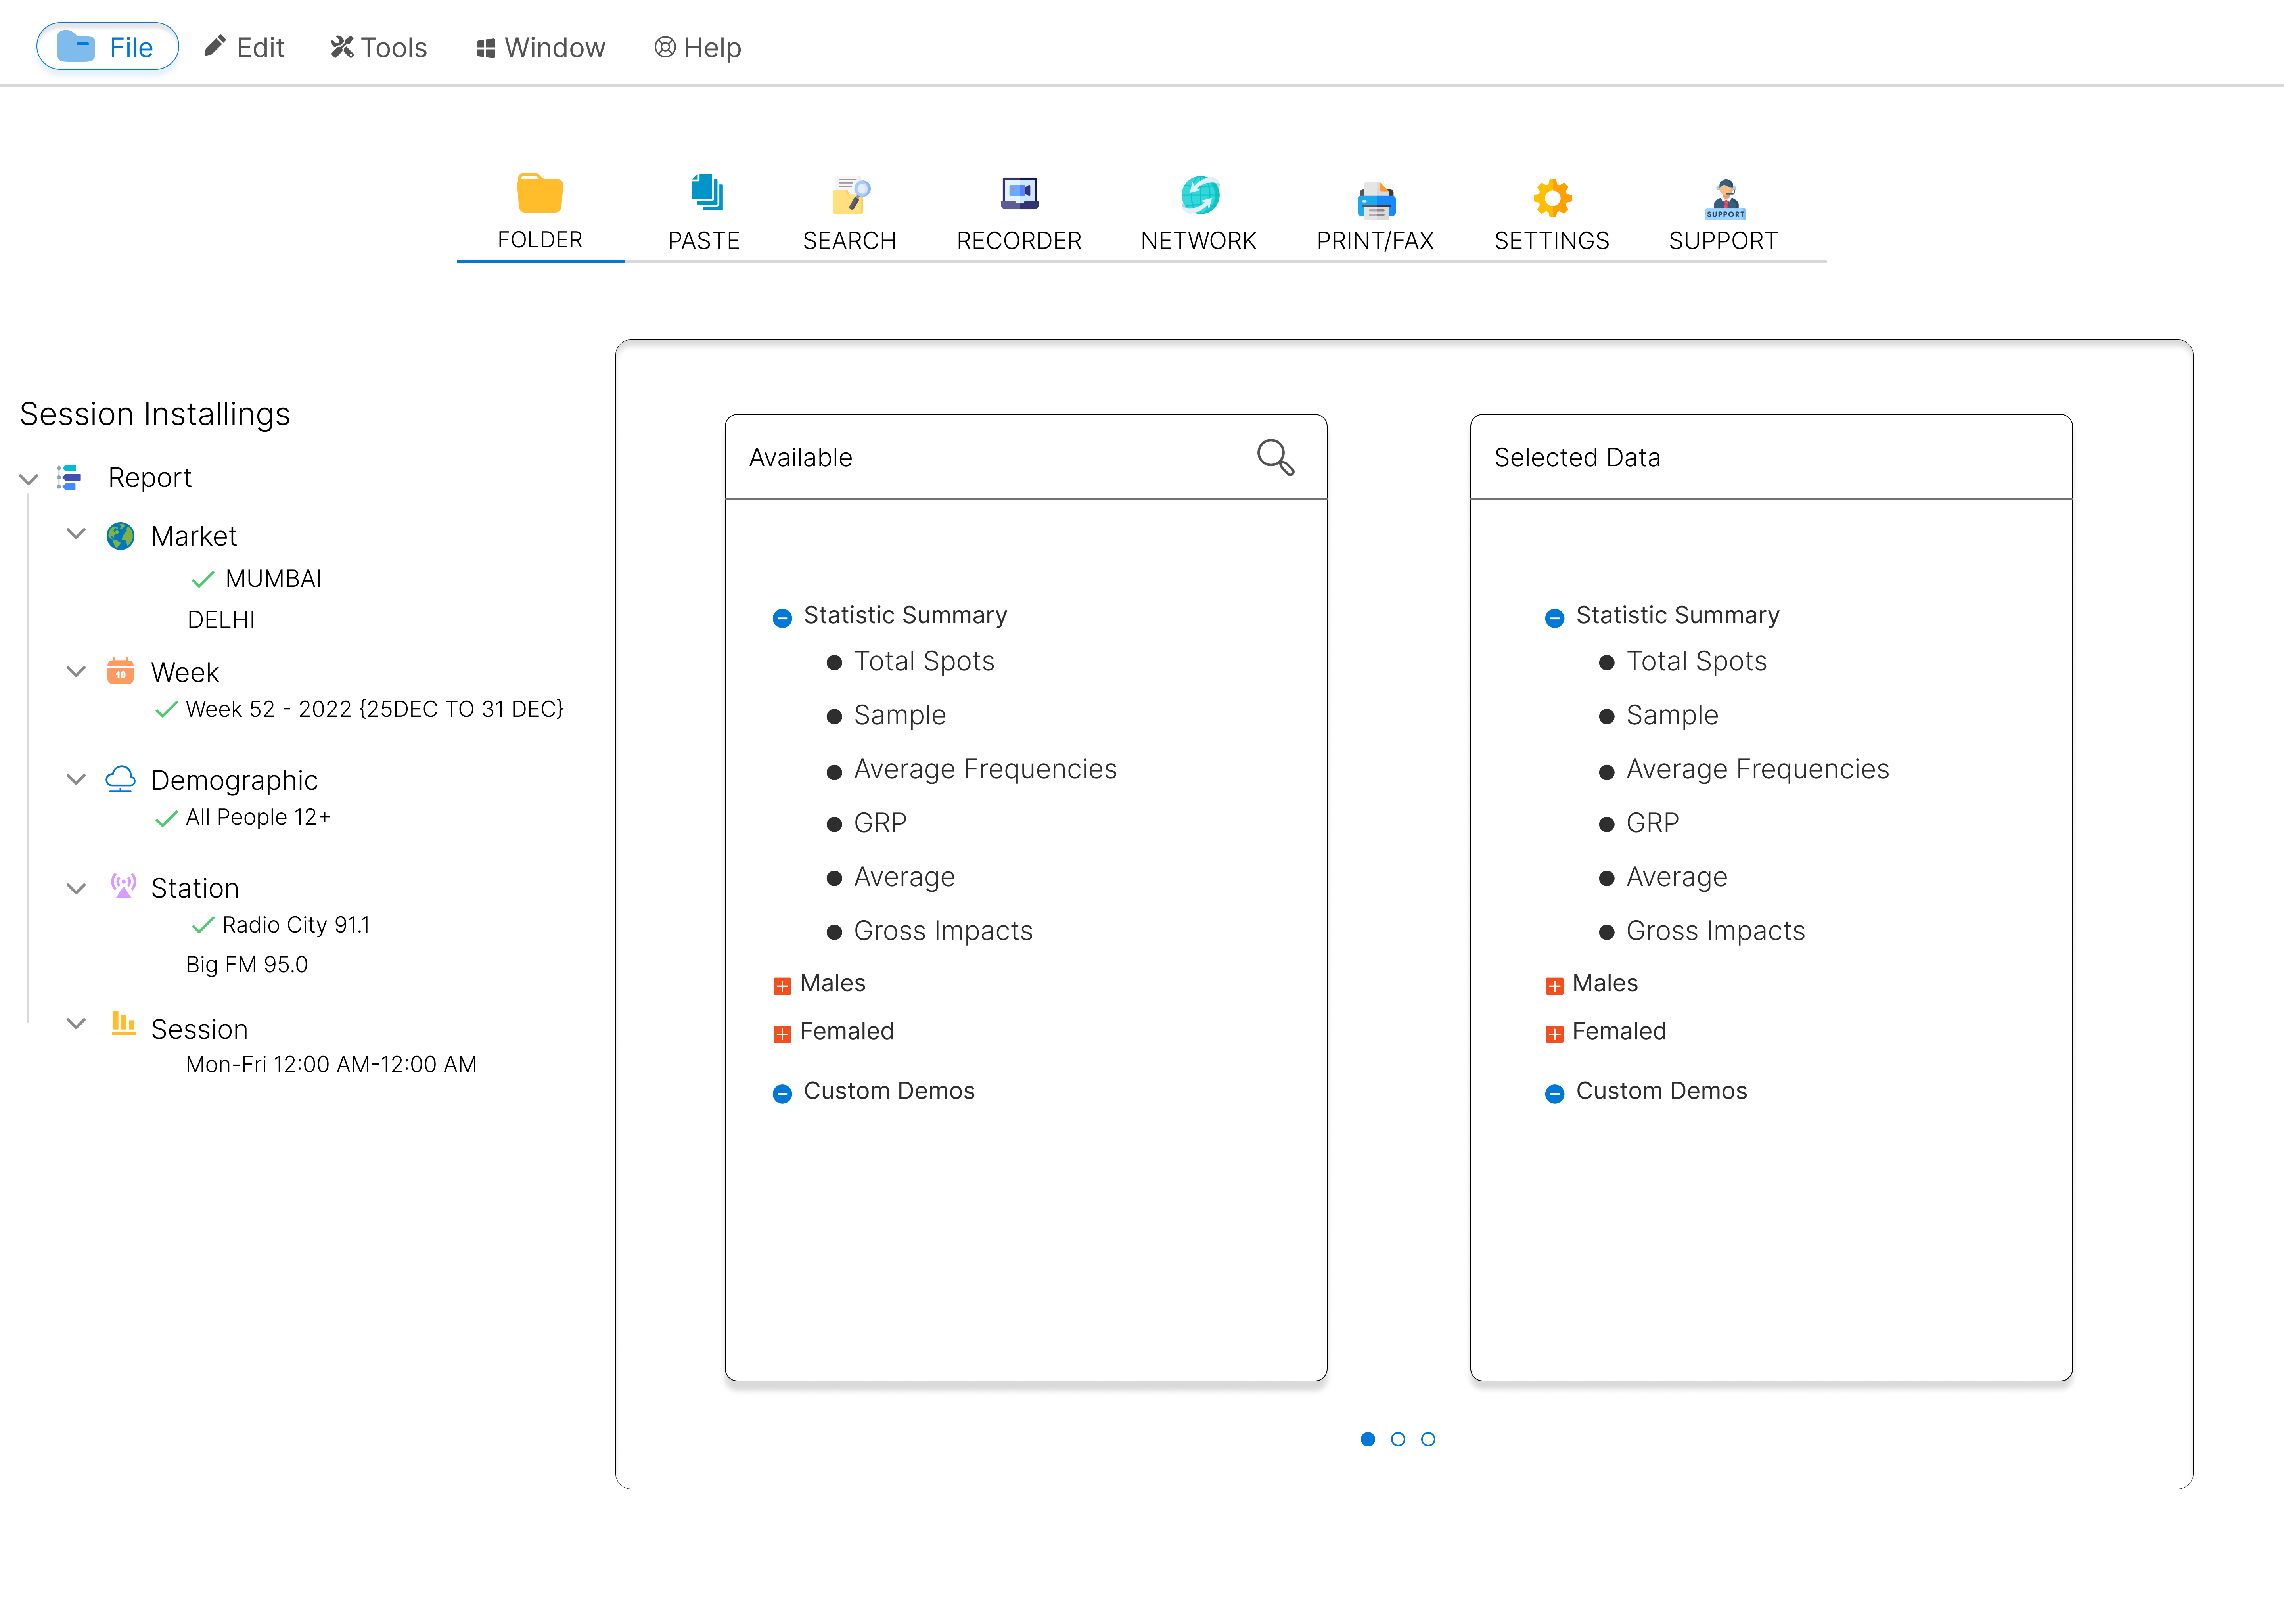 File Edit Tools Window Help
FOLDER PASTE SEARCH RECORDER NETWORK PRINT/FAX SETTINGS SUPPORT
SUPPORT
Session Installings
Report
Market
MUMBAI
DELHI
10
Week
Week 52 - 2022 {25DEC TO 31 DEC}
Demographic
All People 12+
Station
Radio City 91.1
Big FM 95.0
Session
Mon-Fri 12:00 AM-12:00 AM
Available
Statistic Summary
Total Spots
Sample
Average Frequencies
GRP
Average
Gross Impacts
Males
Femaled
Custom Demos
Selected Data
Statistic Summary
Total Spots
Sample
Average Frequencies
GRP
Average
Gross Impacts
Males
Femaled
Custom Demos